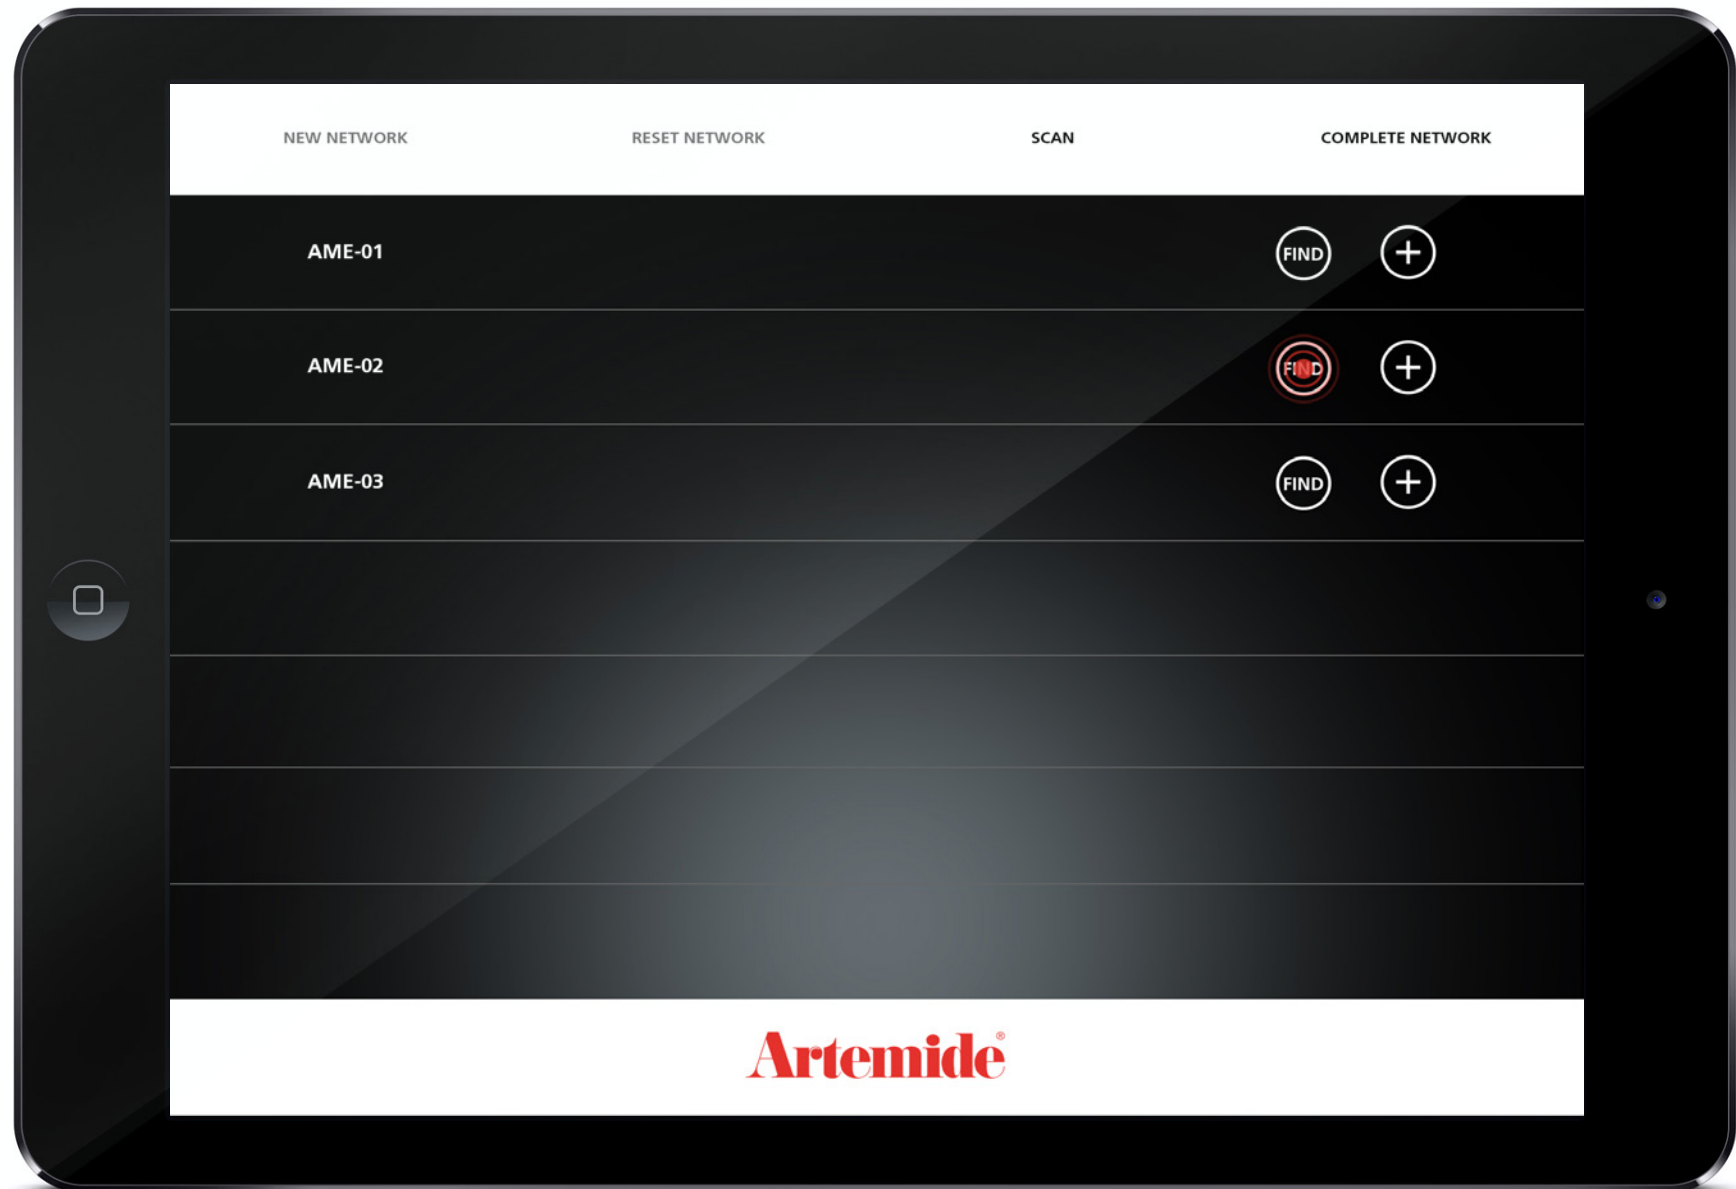 NEW NETWORK RESET NETWORK SCAN COMPLETE NETWORK
AME-01 FIND +
AME-02 FIND +
AME-03 FIND +
Artemide®